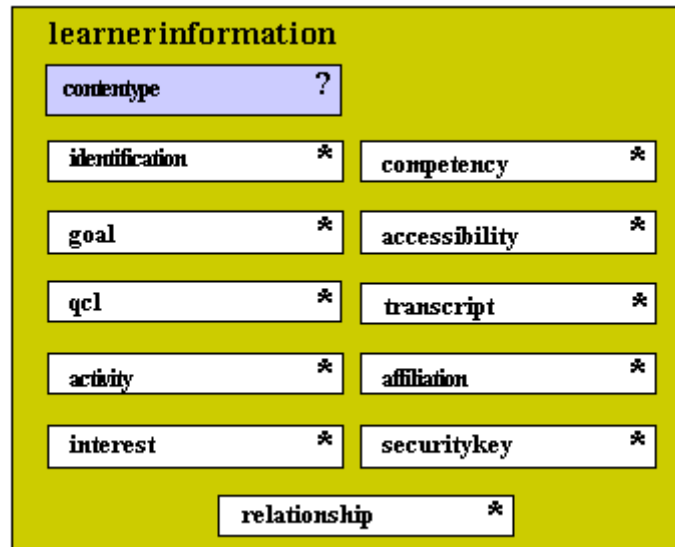 learnerinformation
contentype ?
identification * competency *
goal * accessibility *
qcl * transcript *
activity * affiliation *
interest * securitykey *
relationship *